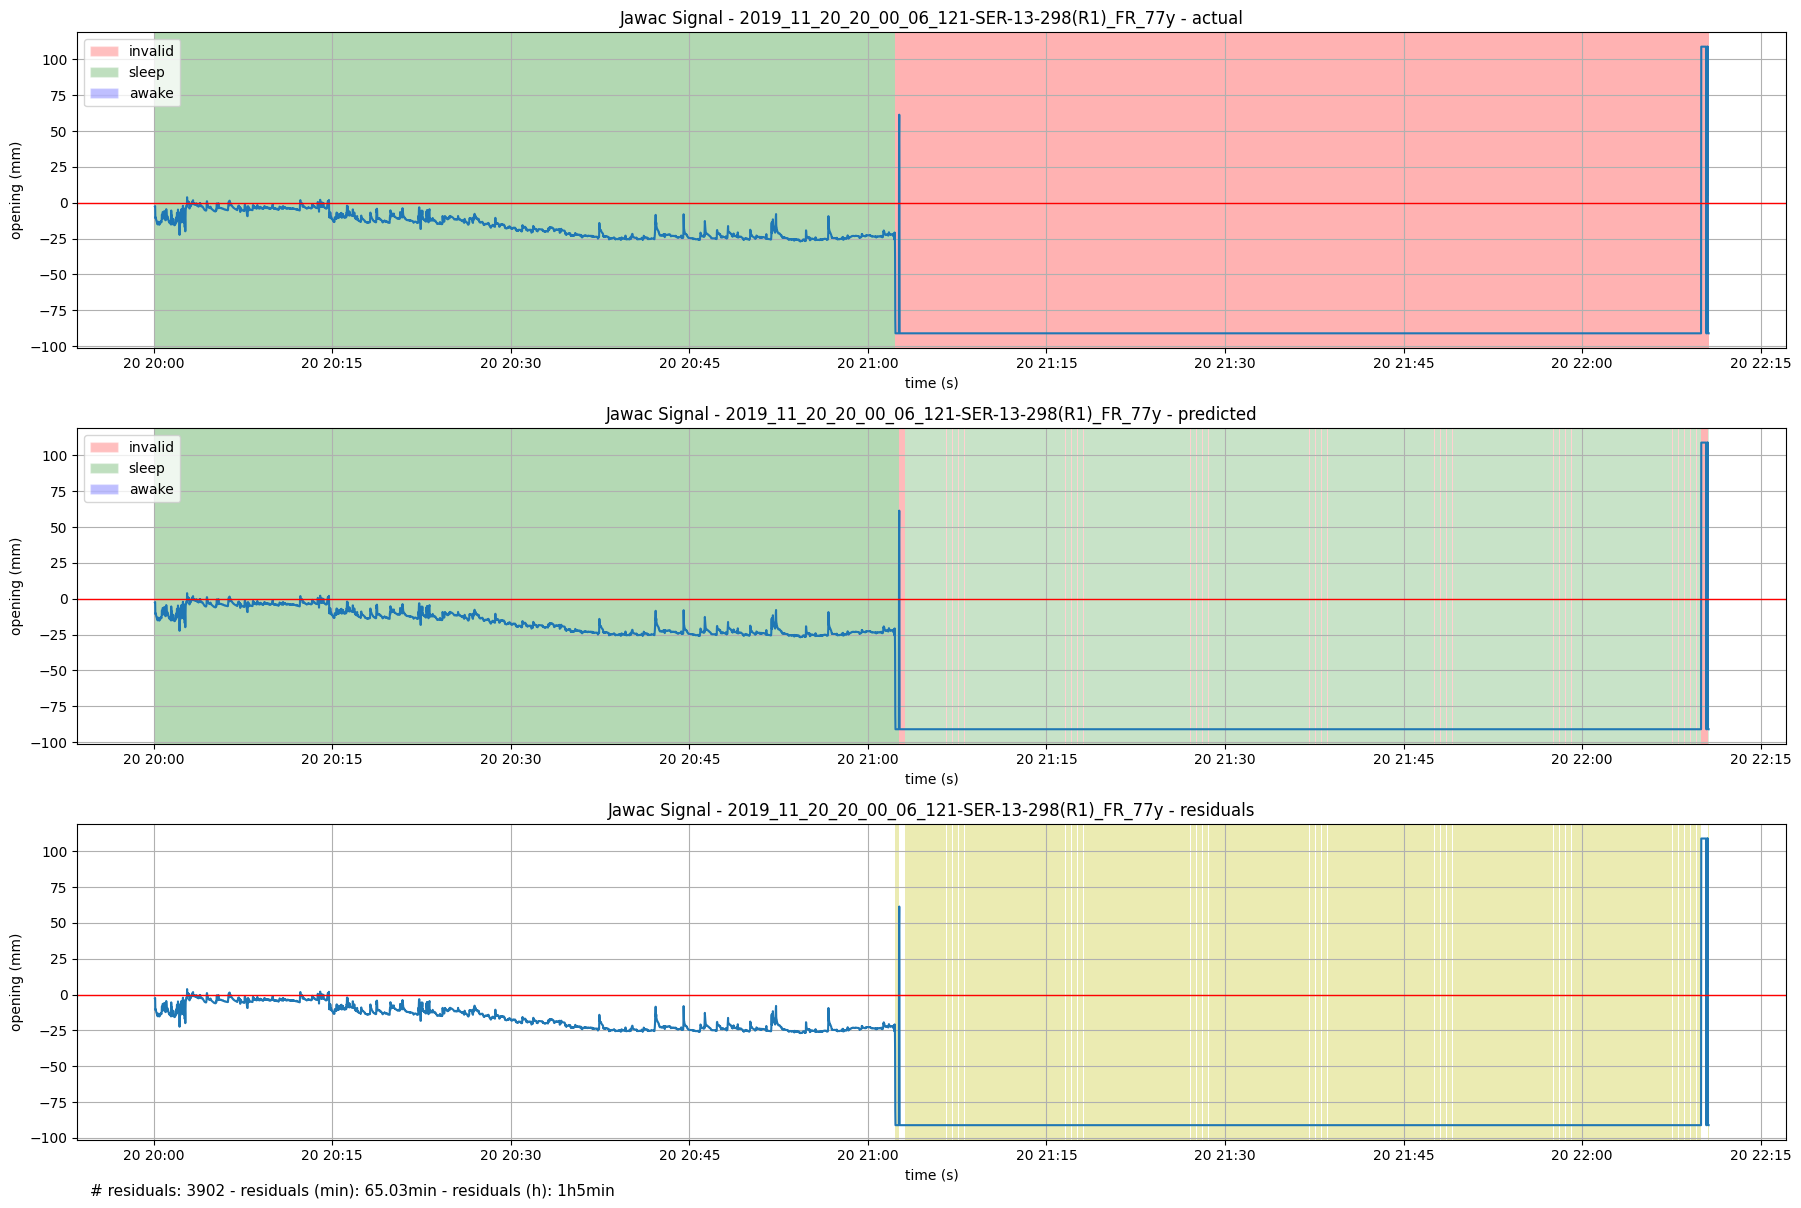 Jawac Signal - 2019_11_20_20_00_06_121-SER-13-298(R1)_FR_77y - actual
invalid
sleep
awake
opening (mm)
100
75
50
25
0
−25
−50
−75
−100
20 20:00 20 20:15 20 20:30 20 20:45 20 21:00 20 21:15 20 21:30 20 21:45 20 22:00 20 22:15
time (s)
Jawac Signal - 2019_11_20_20_00_06_121-SER-13-298(R1)_FR_77y - predicted
invalid
sleep
awake
opening (mm)
100
75
50
25
0
−25
−50
−75
−100
20 20:00 20 20:15 20 20:30 20 20:45 20 21:00 20 21:15 20 21:30 20 21:45 20 22:00 20 22:15
time (s)
Jawac Signal - 2019_11_20_20_00_06_121-SER-13-298(R1)_FR_77y - residuals
opening (mm)
100
75
50
25
0
−25
−50
−75
−100
20 20:00 20 20:15 20 20:30 20 20:45 20 21:00 20 21:15 20 21:30 20 21:45 20 22:00 20 22:15
time (s)
# residuals: 3902 - residuals (min): 65.03min - residuals (h): 1h5min